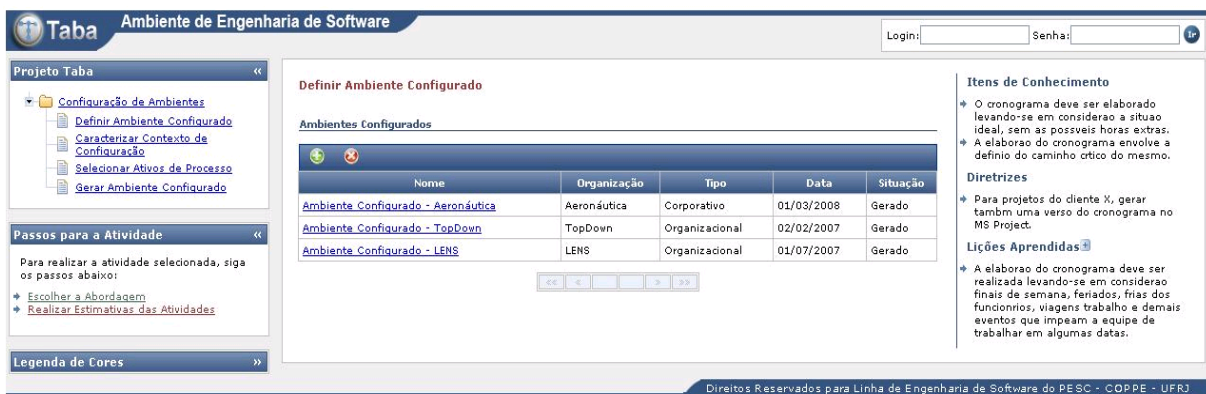 Taba
Ambiente de Engenharia de Software
Login:
Senha:
Ir
Projeto Taba «
Configuração de Ambientes
Definir Ambiente Configurado
Caracterizar Contexto de
Configuração
Selecionar Ativos de Processo
Gerar Ambiente Configurado
Passos para a Atividade «
Para realizar a atividade selecionada, siga
os passos abaixo:
Escolher a Abordagem
Realizar Estimativas das Atividades
Legenda de Cores »
Definir Ambiente Configurado
Ambientes Configurados
Nome Organização Tipo Data Situação
Ambiente Configurado - Aeronáutica Aeronáutica Corporativo 01/03/2008 Gerado
Ambiente Configurado - TopDown TopDown Organizacional 02/02/2007 Gerado
Ambiente Configurado - LENS LENS Organizacional 01/07/2007 Gerado
<< < > >>
Itens de Conhecimento
O cronograma deve ser elaborado
levando-se em considerao a situao
ideal, sem as possveis horas extras.
A elaborao do cronograma envolve a
definio do caminho crtico do mesmo.
Diretrizes
Para projetos do cliente X, gerar
tambm uma verso do cronograma no
MS Project.
Lições Aprendidas
A elaborao do cronograma deve ser
realizada levando-se em considerao
finais de semana, feriados, frias dos
funcionrios, viagens trabalho e demais
eventos que impeam a equipe de
trabalhar em algumas datas.
Direitos Reservados para Linha de Engenharia de Software do PESC - COPPE - UFRJ